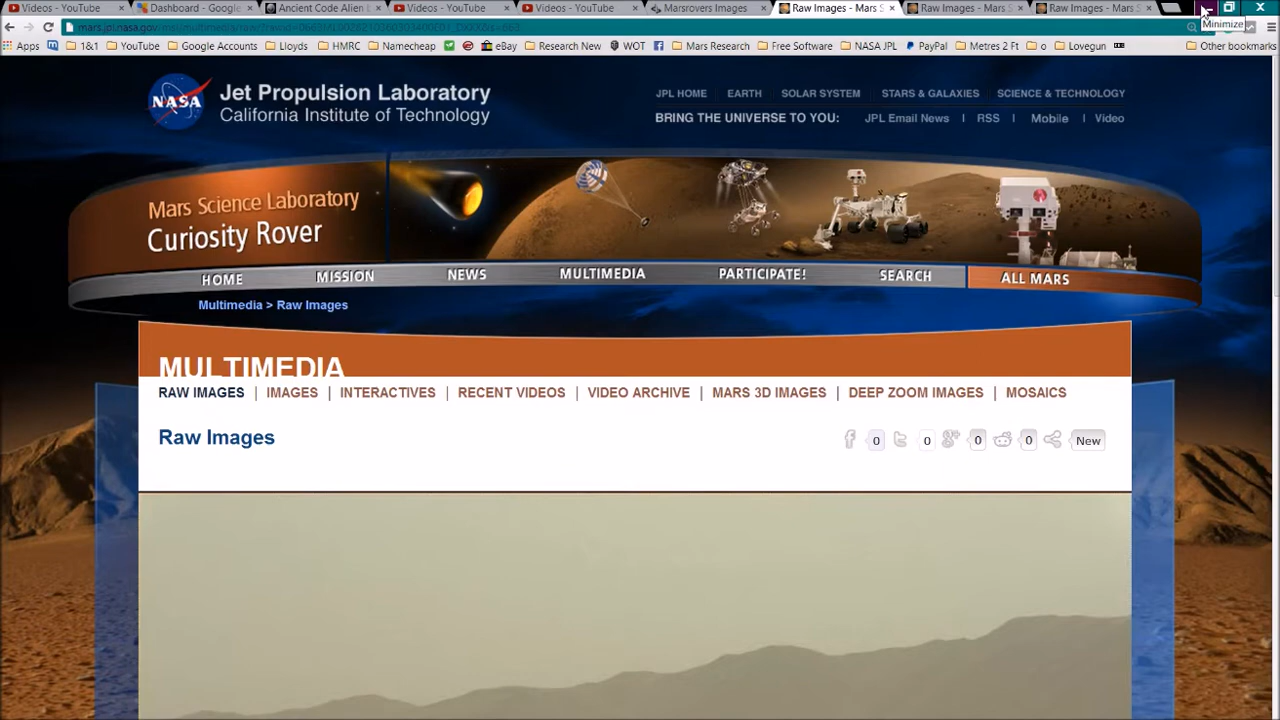 Videos - YouTube
Dashboard - Google
Ancient Code Alien
Videos - YouTube
Videos - YouTube
Marsrovers Images
Raw Images - Mars S
Raw Images - Mars S
Raw Images - Mars S
Minimize
Apps
1&1
YouTube
Google Accounts
Lloyds
HMRC
Namecheap
eBay
Research New
WOT
Mars Research
Free Software
NASA JPL
PayPal
Metres 2 Ft
o
Lovegun
Other bookmarks
NASA
Jet Propulsion Laboratory
California Institute of Technology
JPL HOME EARTH SOLAR SYSTEM STARS & GALAXIES SCIENCE & TECHNOLOGY
BRING THE UNIVERSE TO YOU: JPL Email News | RSS | Mobile | Video
Mars Science Laboratory
Curiosity Rover
HOME MISSION NEWS MULTIMEDIA PARTICIPATE! SEARCH ALL MARS
Multimedia > Raw Images
MULTIMEDIA
RAW IMAGES | IMAGES | INTERACTIVES | RECENT VIDEOS | VIDEO ARCHIVE | MARS 3D IMAGES | DEEP ZOOM IMAGES | MOSAICS
Raw Images
0 0 0 0 New